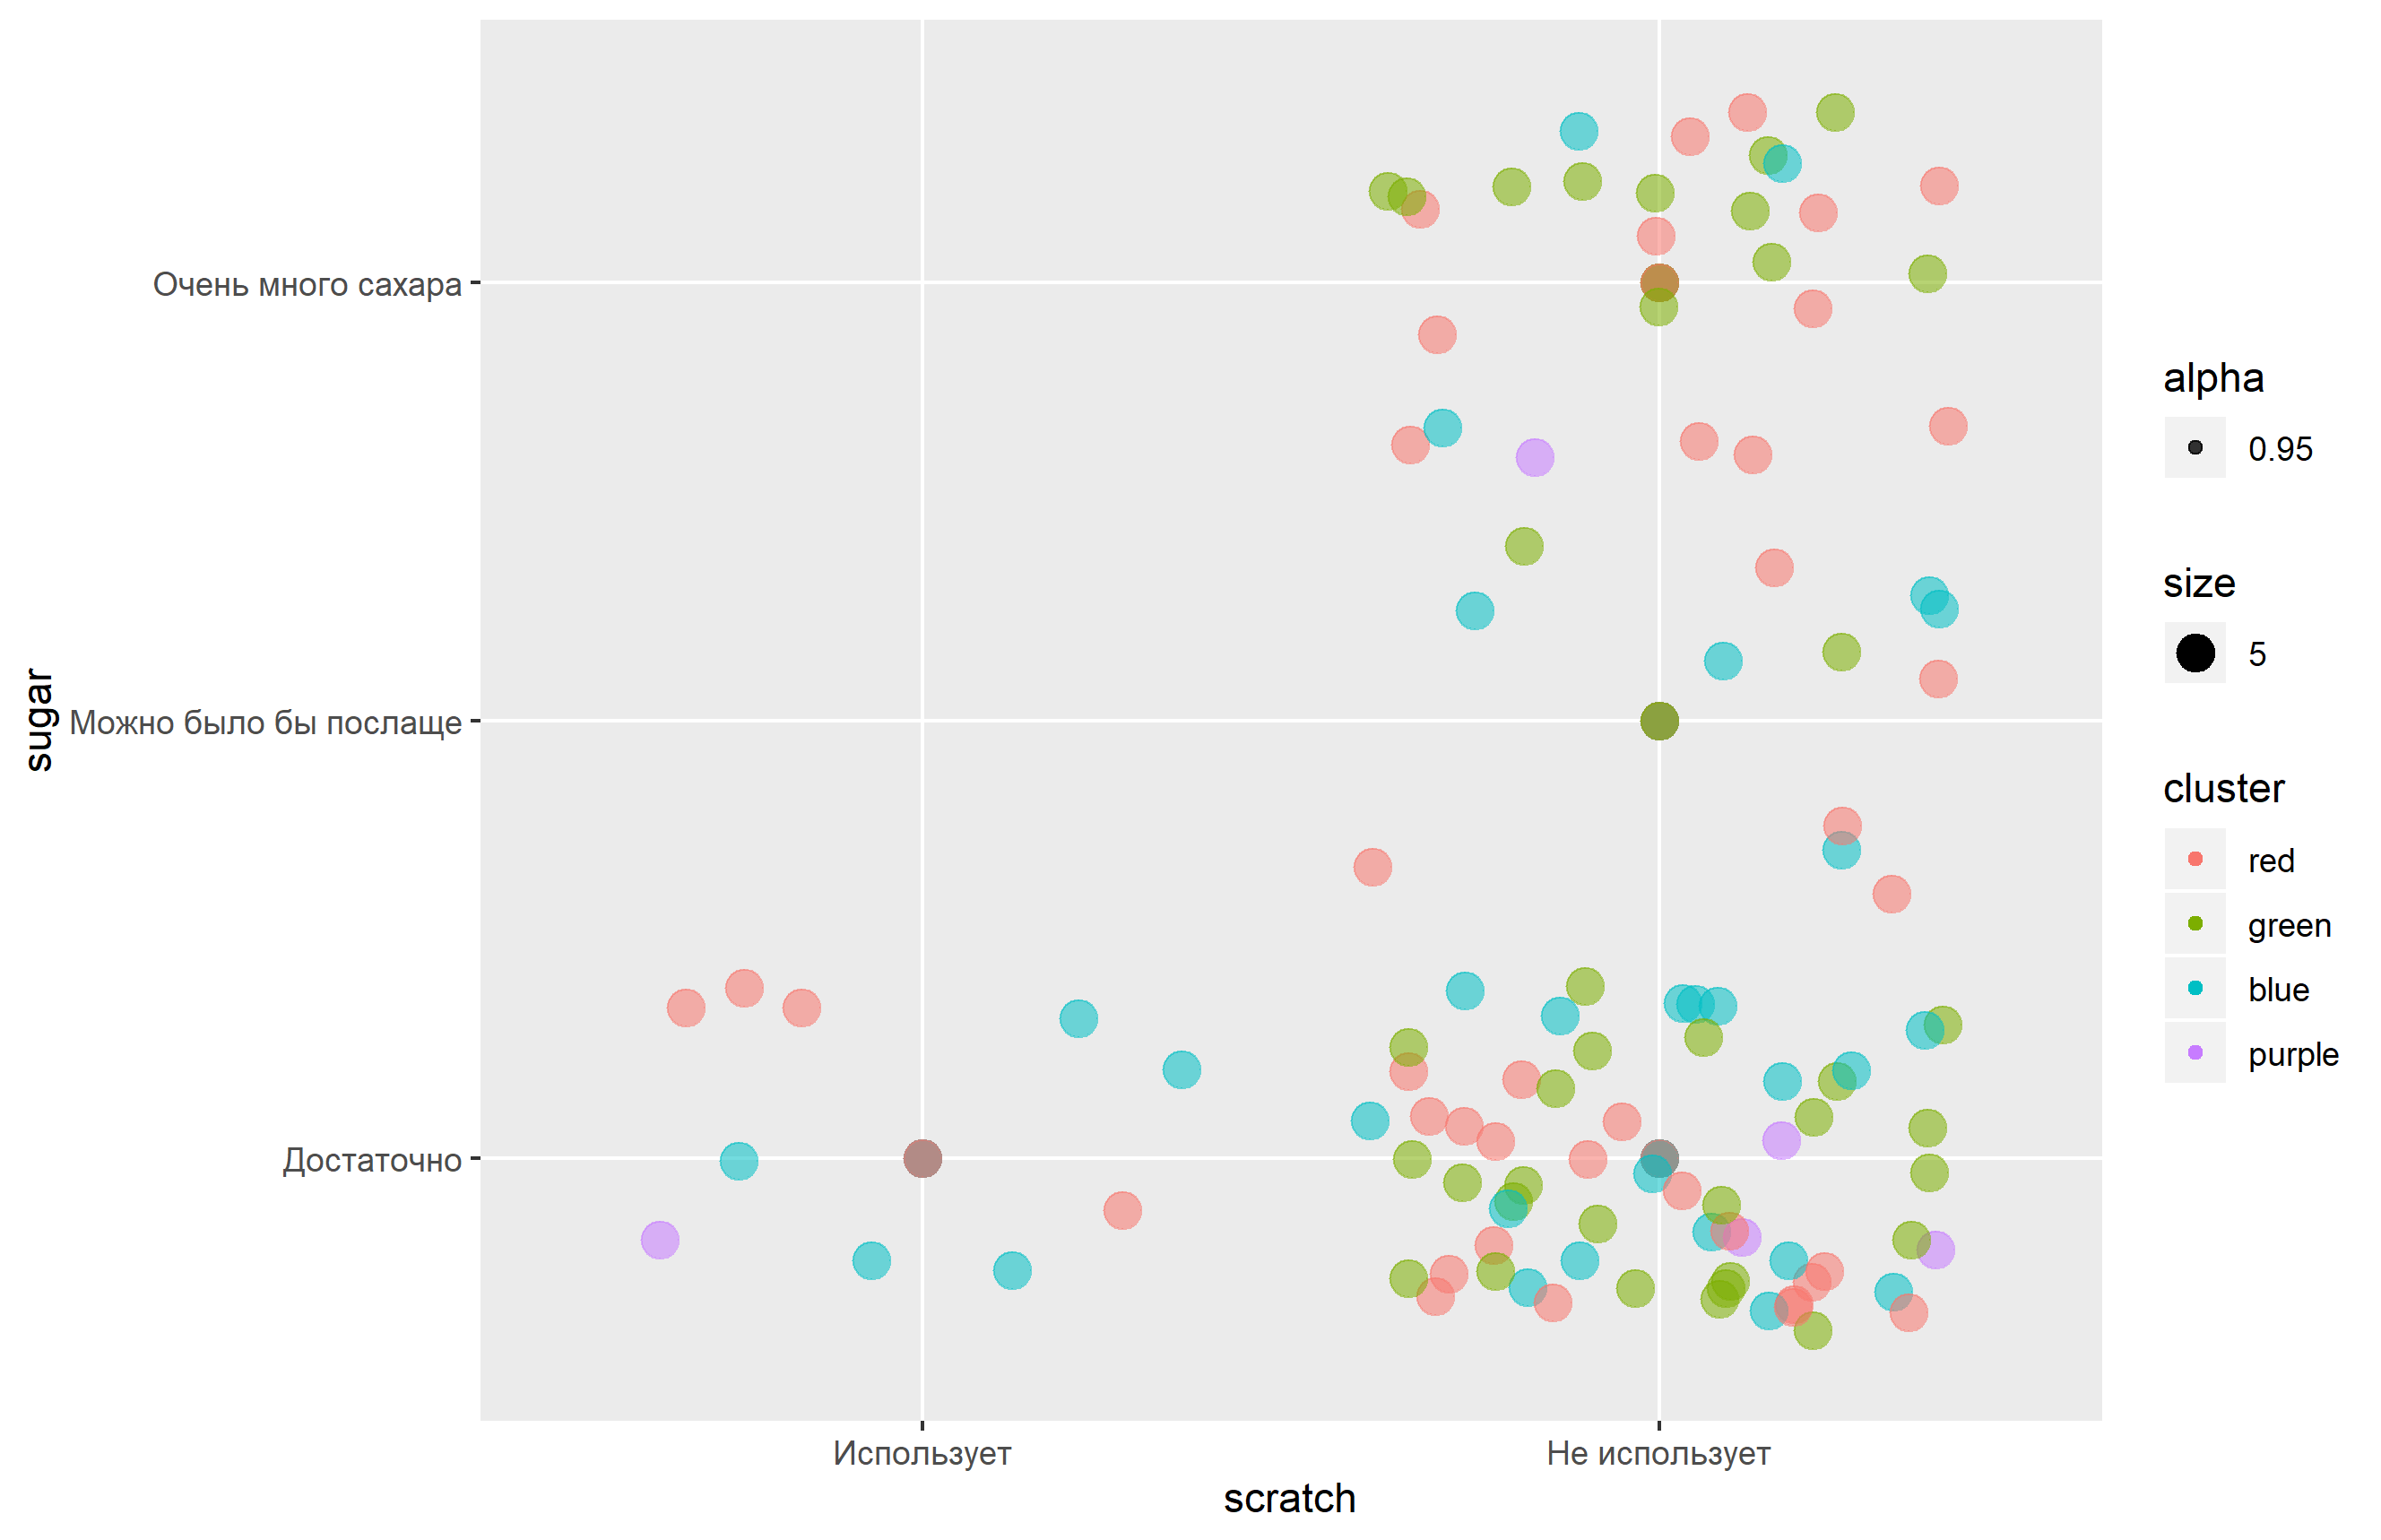 sugar
Очень много сахара
Можно было бы послаще
Достаточно
Использует
Не использует
scratch
alpha
0.95
size
5
cluster
red
green
blue
purple